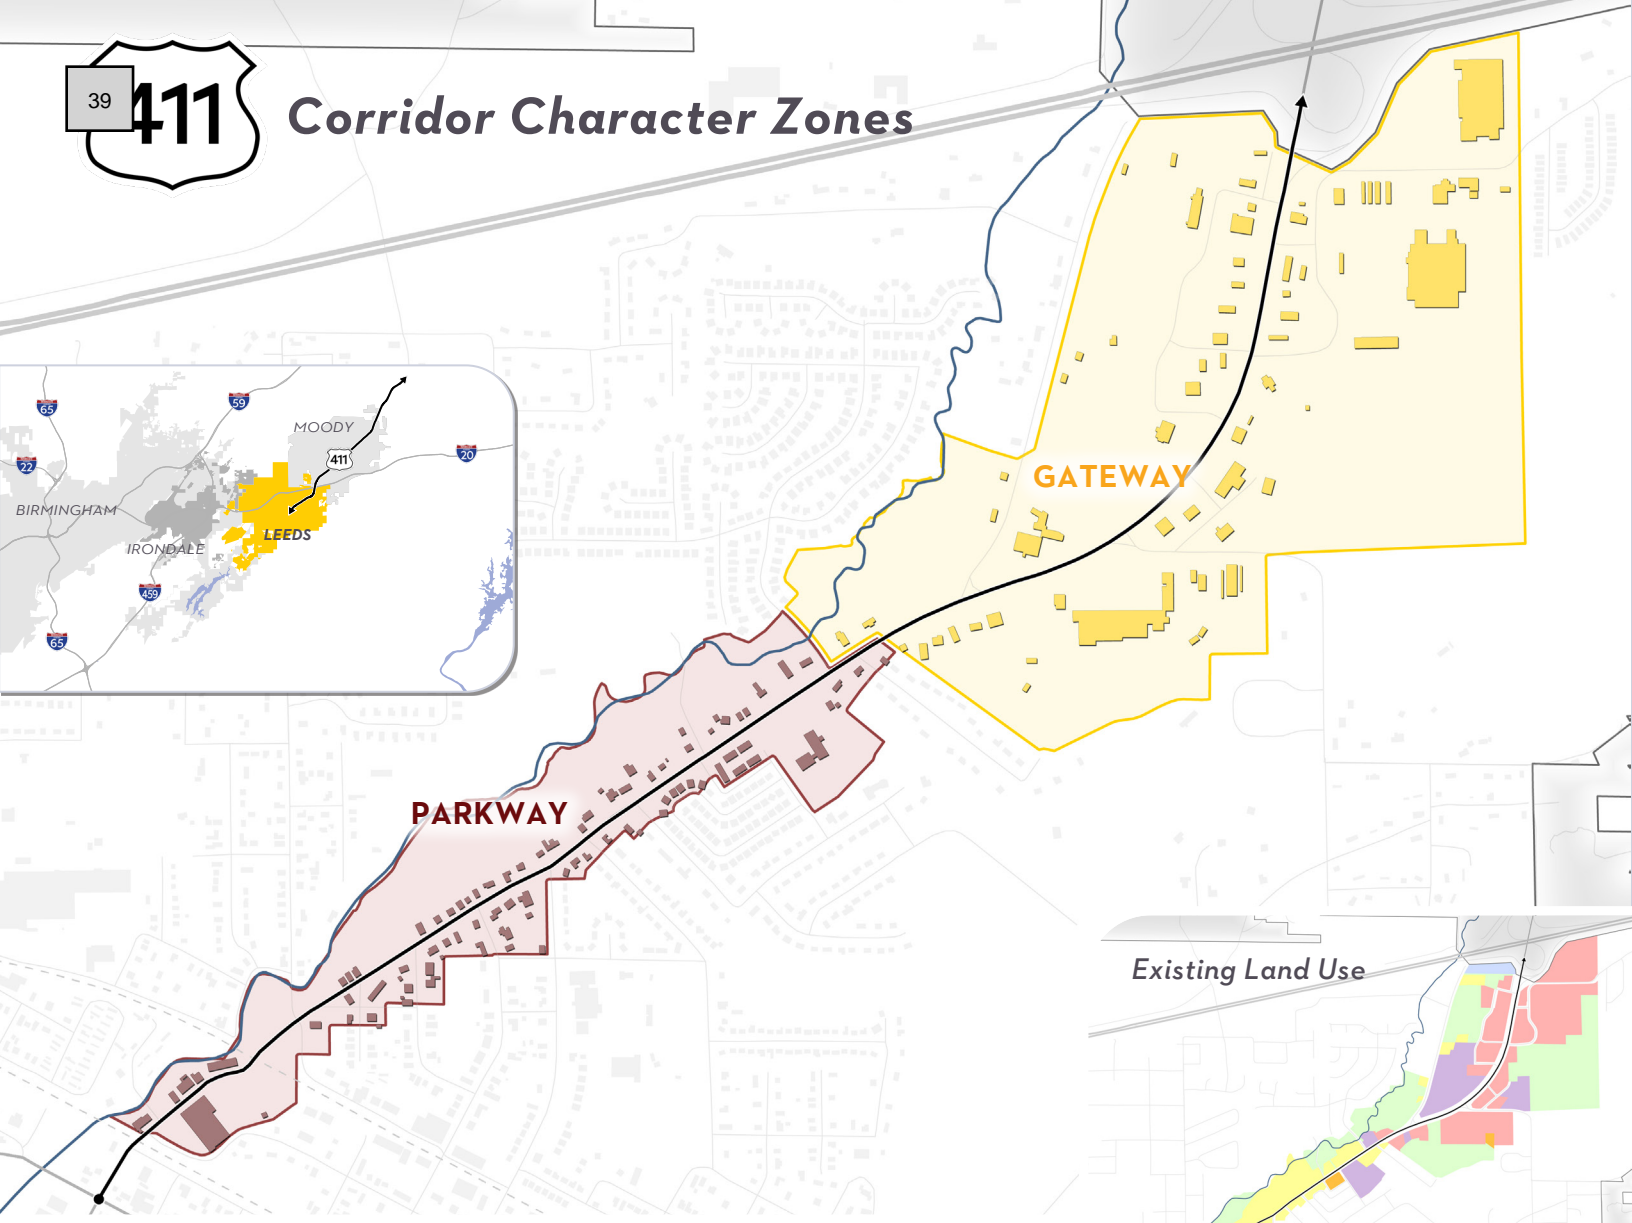 39
411
Corridor Character Zones
65
59
MOODY
22
411
20
BIRMINGHAM
LEEDS
IRONDALE
459
65
GATEWAY
PARKWAY
Existing Land Use